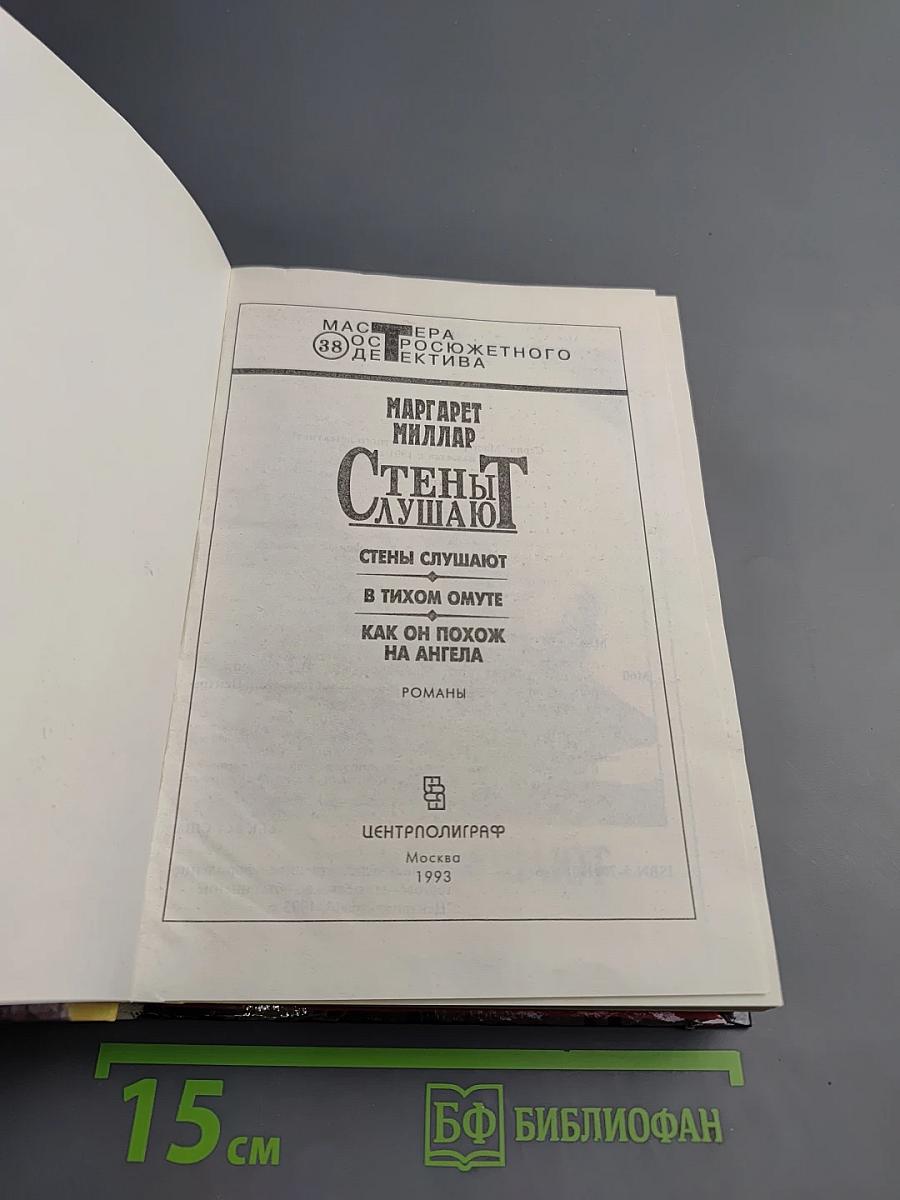 МАСТЕРА
38 ОСТРОСЮЖЕТНОГО
ДЕТЕКТИВА
МАРГАРЕТ
МИЛЛАР
СТЕНЫ
СЛУШАЮТ
СТЕНЫ СЛУШАЮТ
В ТИХОМ ОМУТЕ
КАК ОН ПОХОЖ
НА АНГЕЛА
РОМАНЫ
ЦЕНТРПОЛИГРАФ
Москва
1993
15 см
БФ БИБЛИОФАН